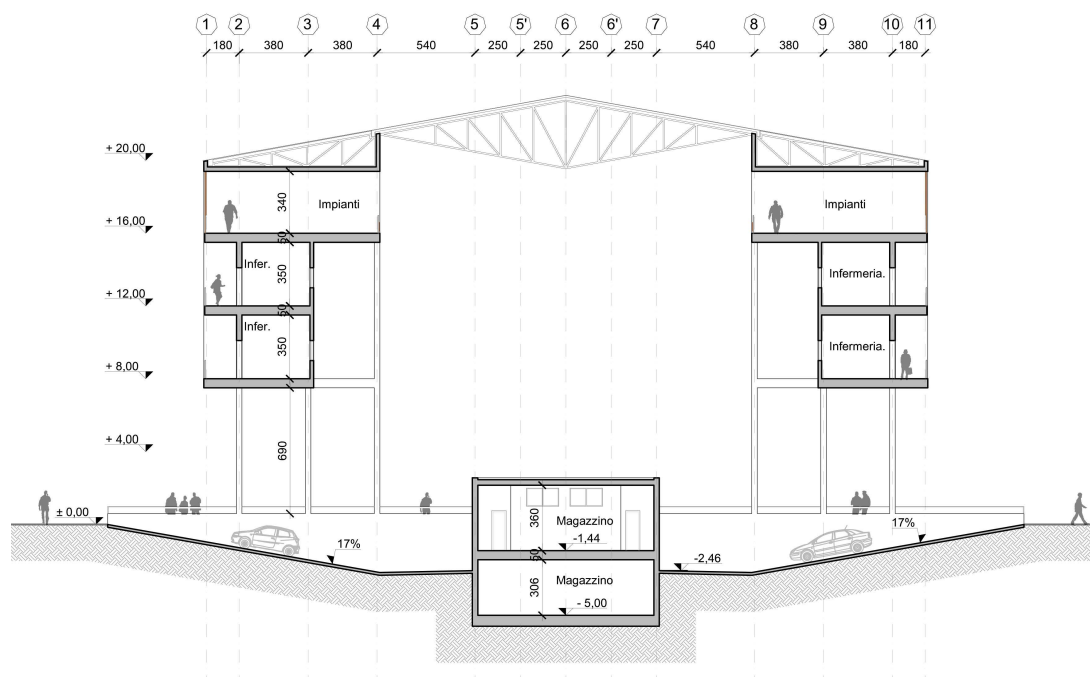 1 2 3 4 5 5' 6 6' 7 8 9 10 11
180 380 380 540 250 250 250 250 540 380 380 180
+ 20,00
340 Impianti Impianti
+ 16,00
50
Infer.
350 Infermeria.
+ 12,00
50
Infer.
350 Infermeria.
+ 8,00
+ 4,00
690
± 0,00
360 Magazzino
17% -1,44 17%
50 -2,46
306 Magazzino
- 5,00